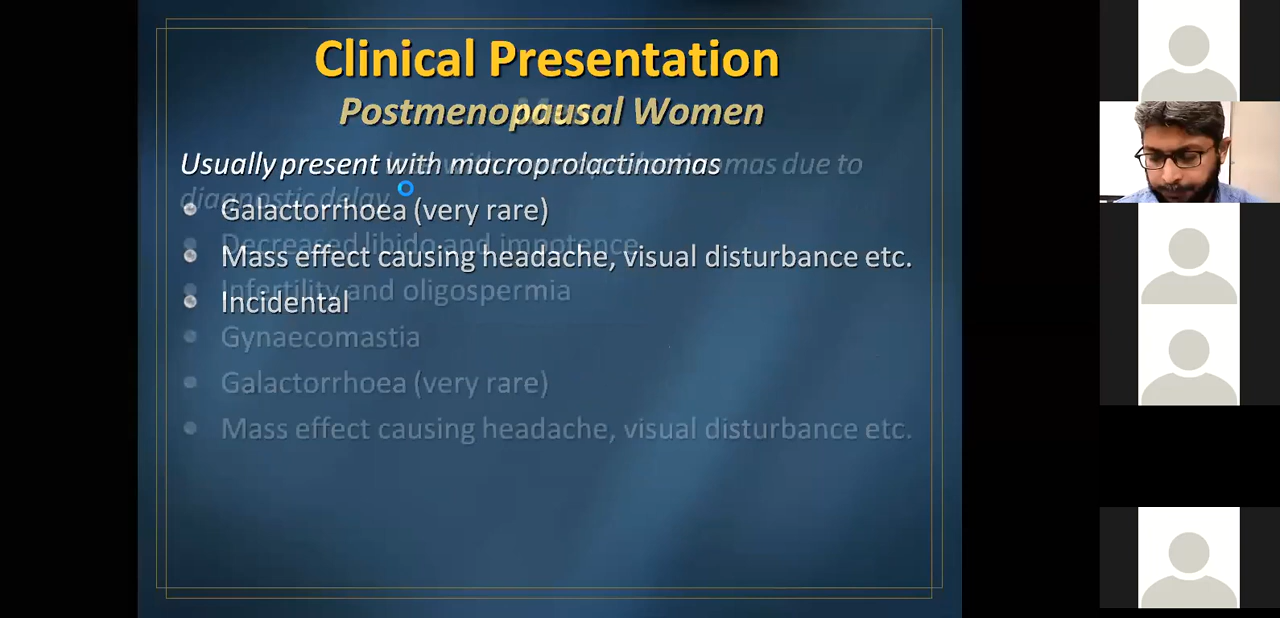 Clinical Presentation
Postmenopausal Women
Usually present with macroprolactinomas
mas due to
diagnostic delay
Galactorrhoea (very rare)
Decreased libido and impotence
Mass effect causing headache, visual disturbance etc.
Infertility and oligospermia
Incidental
Gynaecomastia
Galactorrhoea (very rare)
Mass effect causing headache, visual disturbance etc.